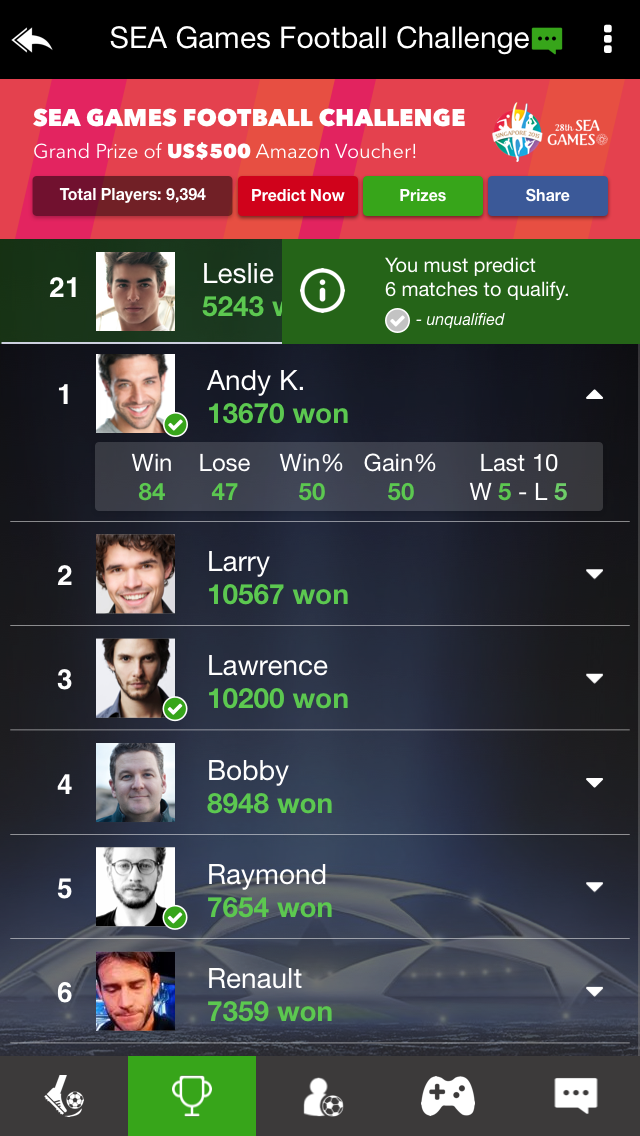 SEA Games Football Challenge
SEA GAMES FOOTBALL CHALLENGE
Grand Prize of US$500 Amazon Voucher!
SINGAPORE 2015
28th SEA
GAMES
Total Players: 9,394
Predict Now
Prizes
Share
21
Leslie
5243 w
You must predict
6 matches to qualify.
- unqualified
1
Andy K.
13670 won
Win Lose Win% Gain% Last 10
84 47 50 50 W 5 - L 5
2
Larry
10567 won
3
Lawrence
10200 won
4
Bobby
8948 won
5
Raymond
7654 won
6
Renault
7359 won